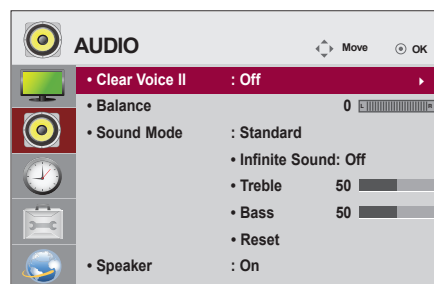 AUDIO Move OK
• Clear Voice II : Off
• Balance 0 L R
• Sound Mode : Standard
• Infinite Sound: Off
• Treble 50
• Bass 50
• Reset
• Speaker : On